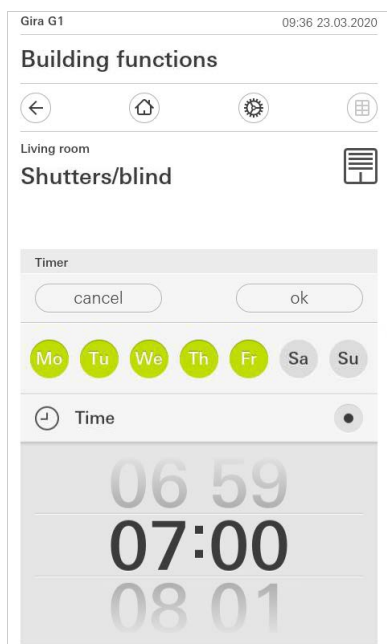 Gira G1 09:36 23.03.2020
Building functions
Living room
Shutters/blind
Timer
cancel ok
Mo Tu We Th Fr Sa Su
Time
06 59
07:00
08 01